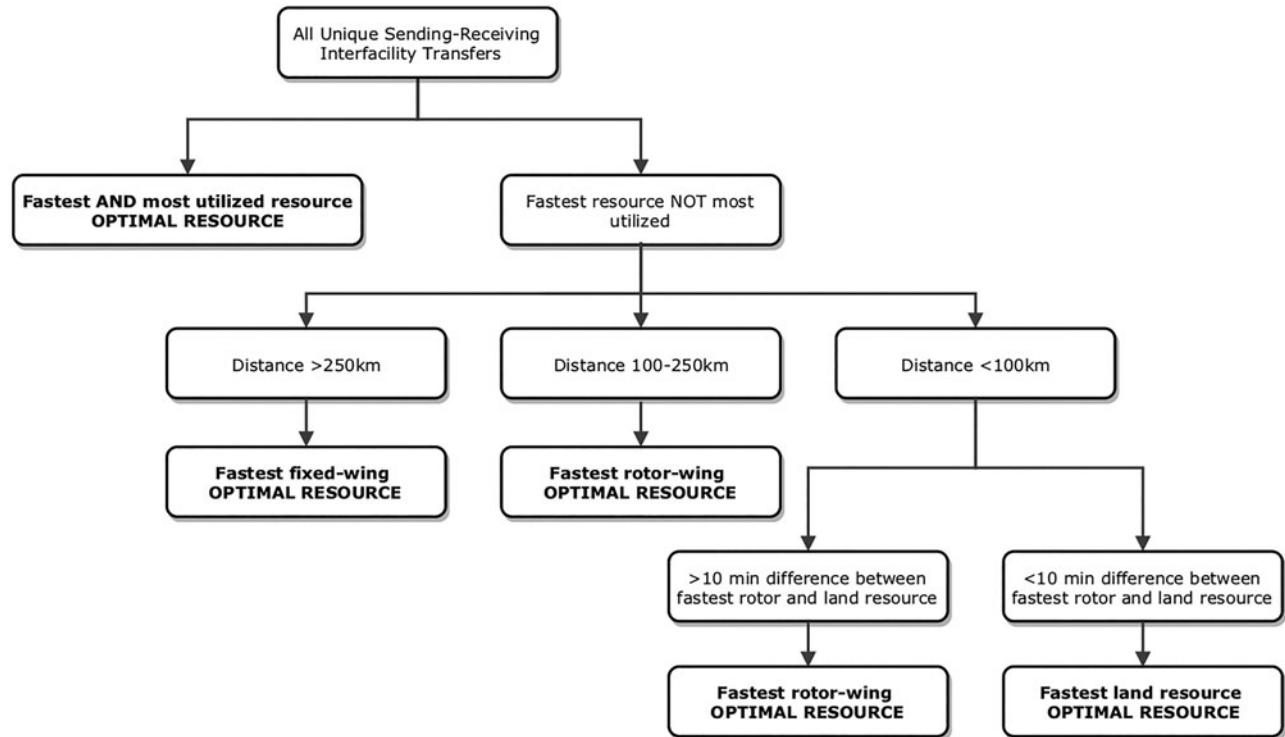 All Unique Sending-Receiving
Interfacility Transfers
Fastest AND most utilized resource
OPTIMAL RESOURCE
Fastest resource NOT most
utilized
Distance >250km
Distance 100-250km
Distance <100km
Fastest fixed-wing
OPTIMAL RESOURCE
Fastest rotor-wing
OPTIMAL RESOURCE
>10 min difference between
fastest rotor and land resource
<10 min difference between
fastest rotor and land resource
Fastest rotor-wing
OPTIMAL RESOURCE
Fastest land resource
OPTIMAL RESOURCE